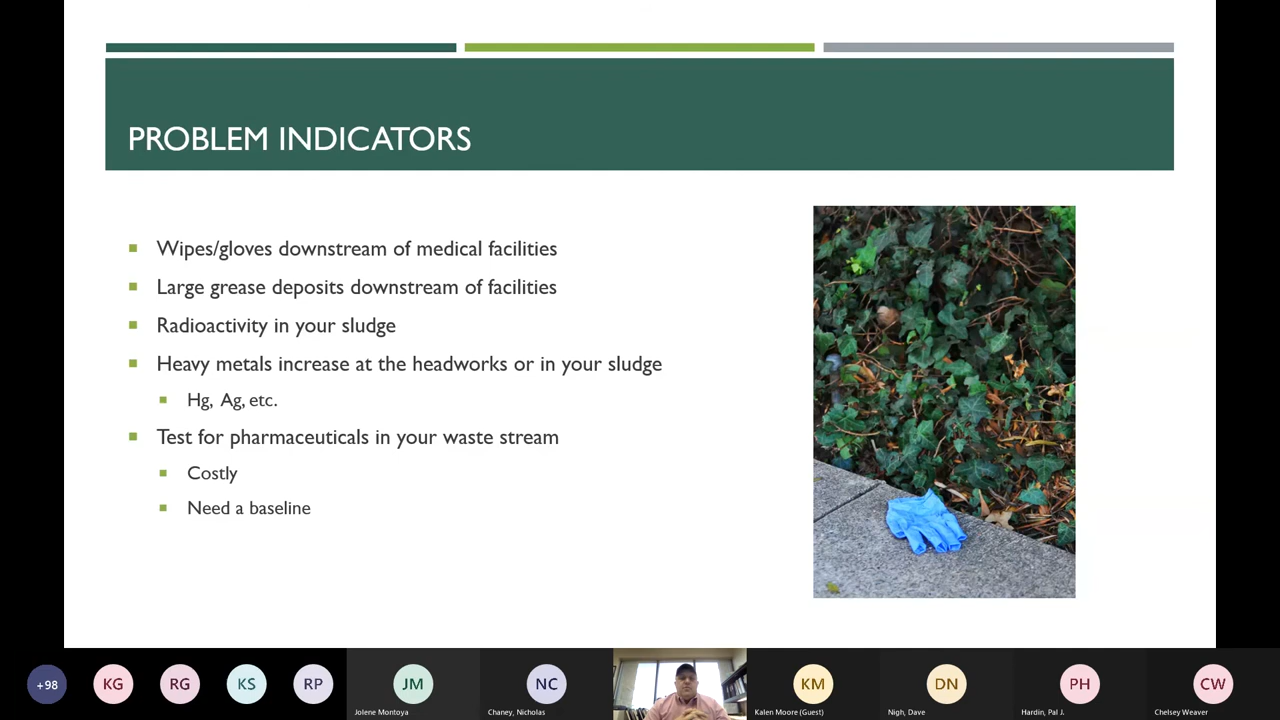 PROBLEM INDICATORS
Wipes/gloves downstream of medical facilities
Large grease deposits downstream of facilities
Radioactivity in your sludge
Heavy metals increase at the headworks or in your sludge
Hg, Ag, etc.
Test for pharmaceuticals in your waste stream
Costly
Need a baseline
+98
KG
RG
KS
RP
JM
NC
KM
DN
PH
CW
Jolene Montoya
Chaney, Nicholas
Kalen Moore (Guest)
Nigh, Dave
Hardin, Pal J.
Chelsey Weaver